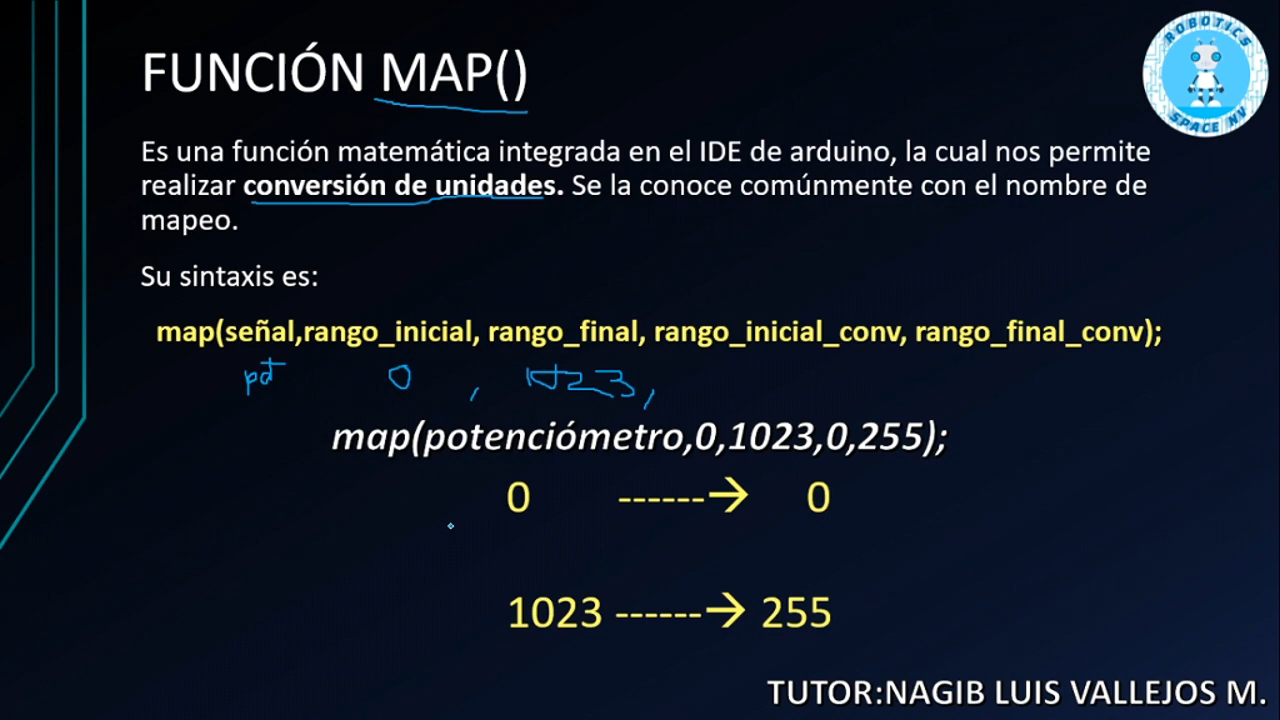 FUNCIÓN MAP()
ROBOTICS
SPACE NV
Es una función matemática integrada en el IDE de arduino, la cual nos permite
realizar conversión de unidades. Se la conoce comúnmente con el nombre de
mapeo.
Su sintaxis es:
map(señal,rango_inicial, rango_final, rango_inicial_conv, rango_final_conv);
pot 0 , 1023,
map(potenciómetro,0,1023,0,255);
0 ------→ 0
1023 ------→ 255
TUTOR:NAGIB LUIS VALLEJOS M.